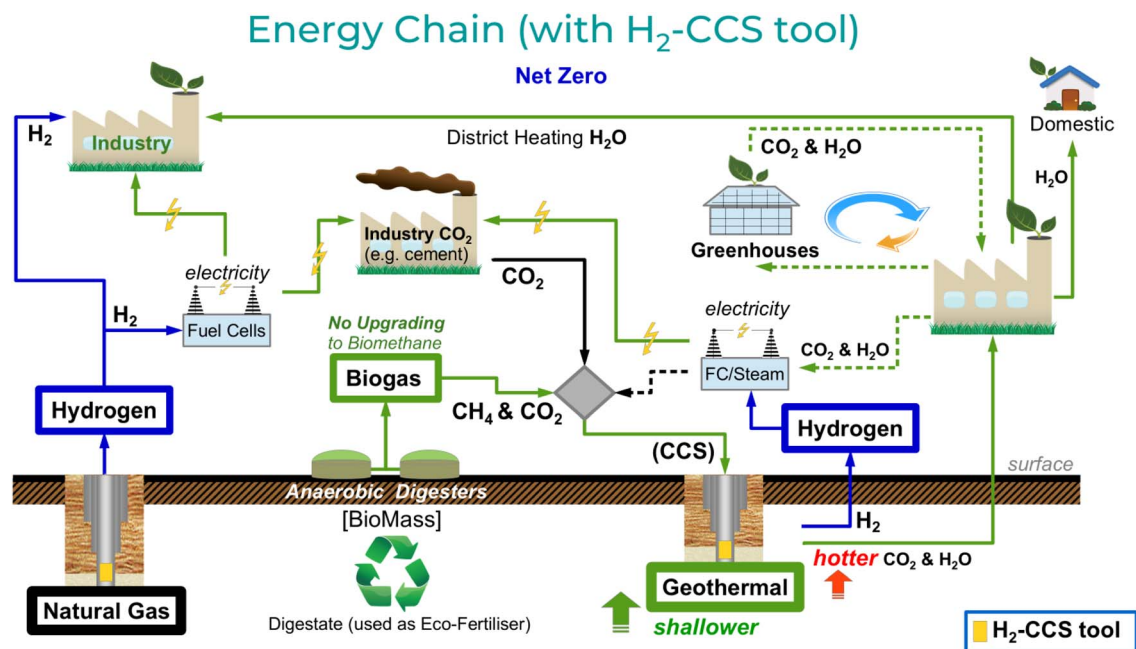 Energy Chain (with H₂-CCS tool)
Net Zero
H₂
Industry
District Heating H₂O
CO₂ & H₂O
Domestic
H₂O
Greenhouses
Industry CO₂
(e.g. cement)
CO₂
electricity
H₂
Fuel Cells
No Upgrading
to Biomethane
Biogas
CH₄ & CO₂
electricity
FC/Steam
CO₂ & H₂O
Hydrogen
Hydrogen
(CCS)
surface
Anaerobic Digesters
[BioMass]
H₂
hotter CO₂ & H₂O
Natural Gas
Geothermal
Digestate (used as Eco-Fertiliser)
shallower
H₂-CCS tool